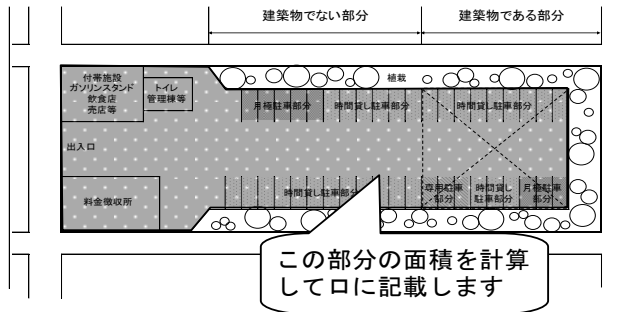 建築物でない部分
建築物である部分
付帯施設
ガソリンスタンド
飲食店
売店等
トイレ
管理棟等
植栽
月極駐車部分
時間貸し駐車部分
時間貸し駐車部分
出入口
料金徴収所
時間貸し駐車部分
専用駐車
部分
時間貸し
駐車部分
月極駐車
部分
この部分の面積を計算
してロに記載します